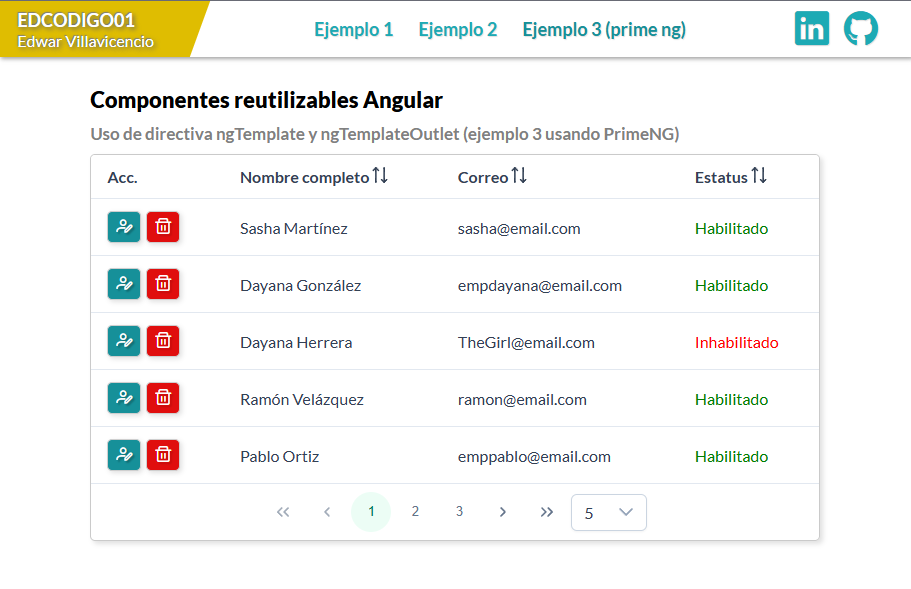 EDCODIGO01
Edwar Villavicencio
Ejemplo 1 Ejemplo 2 Ejemplo 3 (prime ng)
in
Componentes reutilizables Angular
Uso de directiva ngTemplate y ngTemplateOutlet (ejemplo 3 usando PrimeNG)
Acc. Nombre completo Correo Estatus
Sasha Martínez sasha@email.com Habilitado
Dayana González empdayana@email.com Habilitado
Dayana Herrera TheGirl@email.com Inhabilitado
Ramón Velázquez ramon@email.com Habilitado
Pablo Ortiz emppablo@email.com Habilitado
« ‹ 1 2 3 › » 5